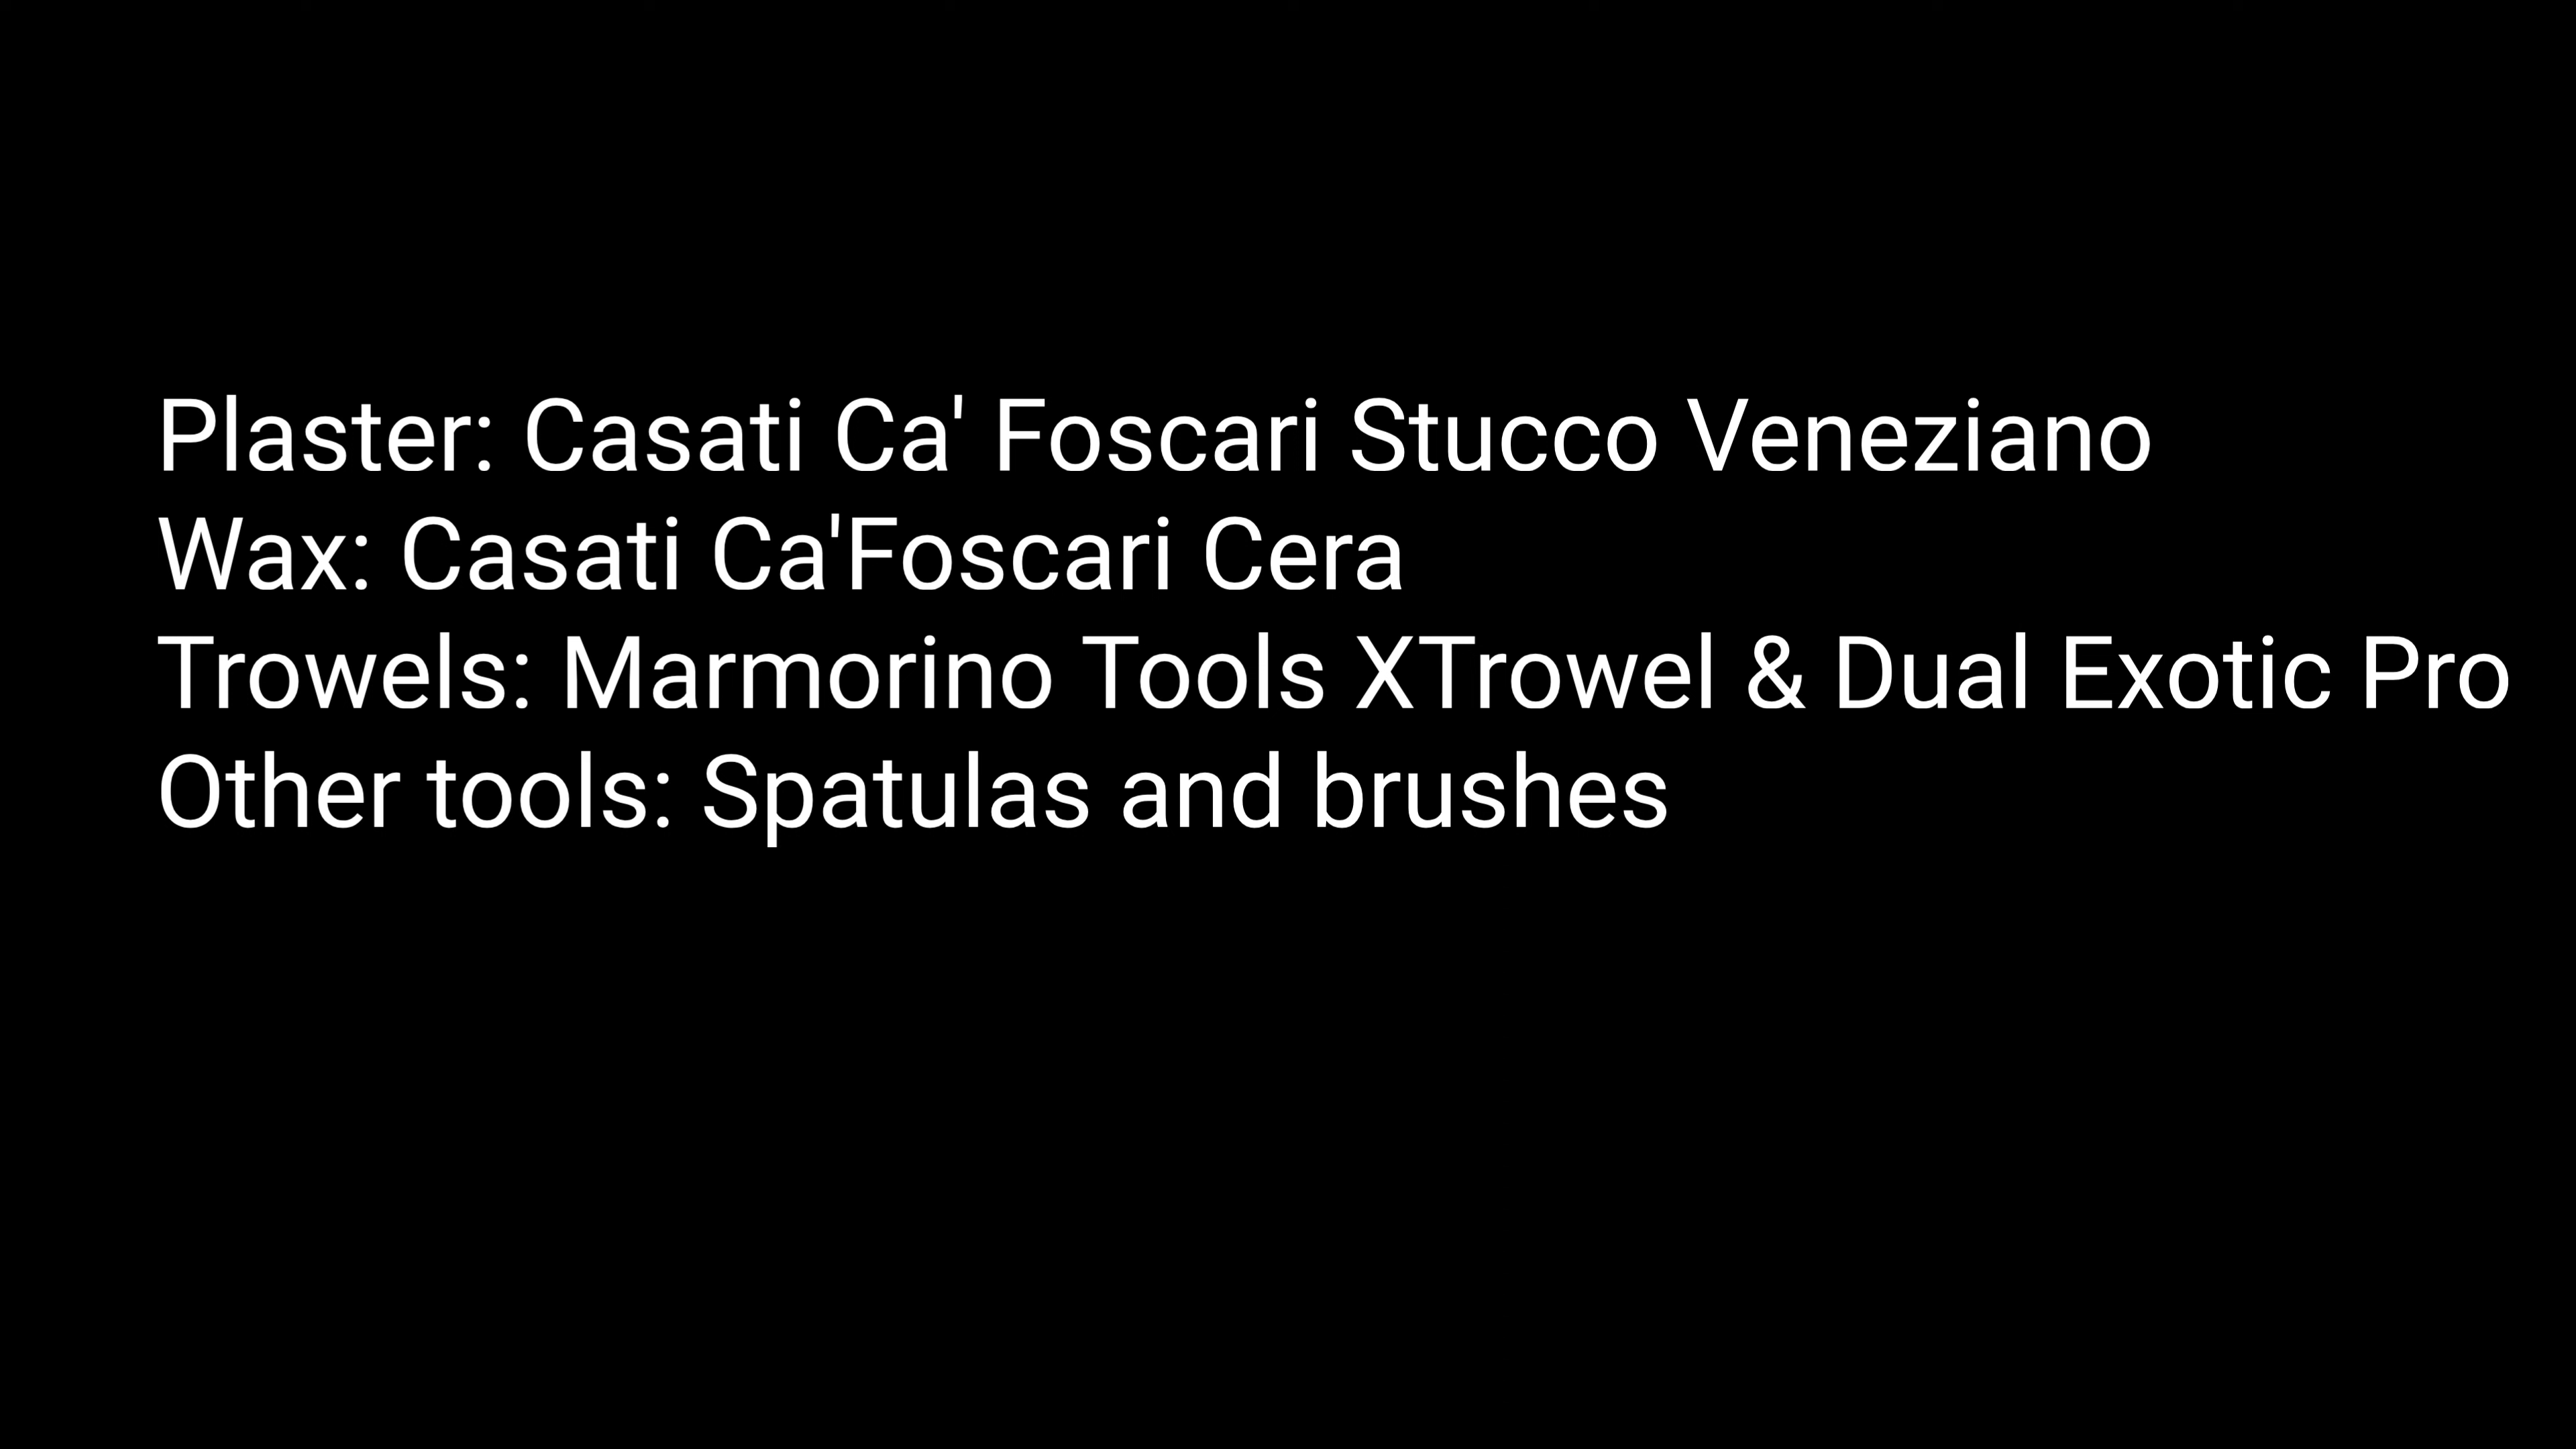 Plaster: Casati Ca' Foscari Stucco Veneziano
Wax: Casati Ca'Foscari Cera
Trowels: Marmorino Tools XTrowel & Dual Exotic Pro
Other tools: Spatulas and brushes